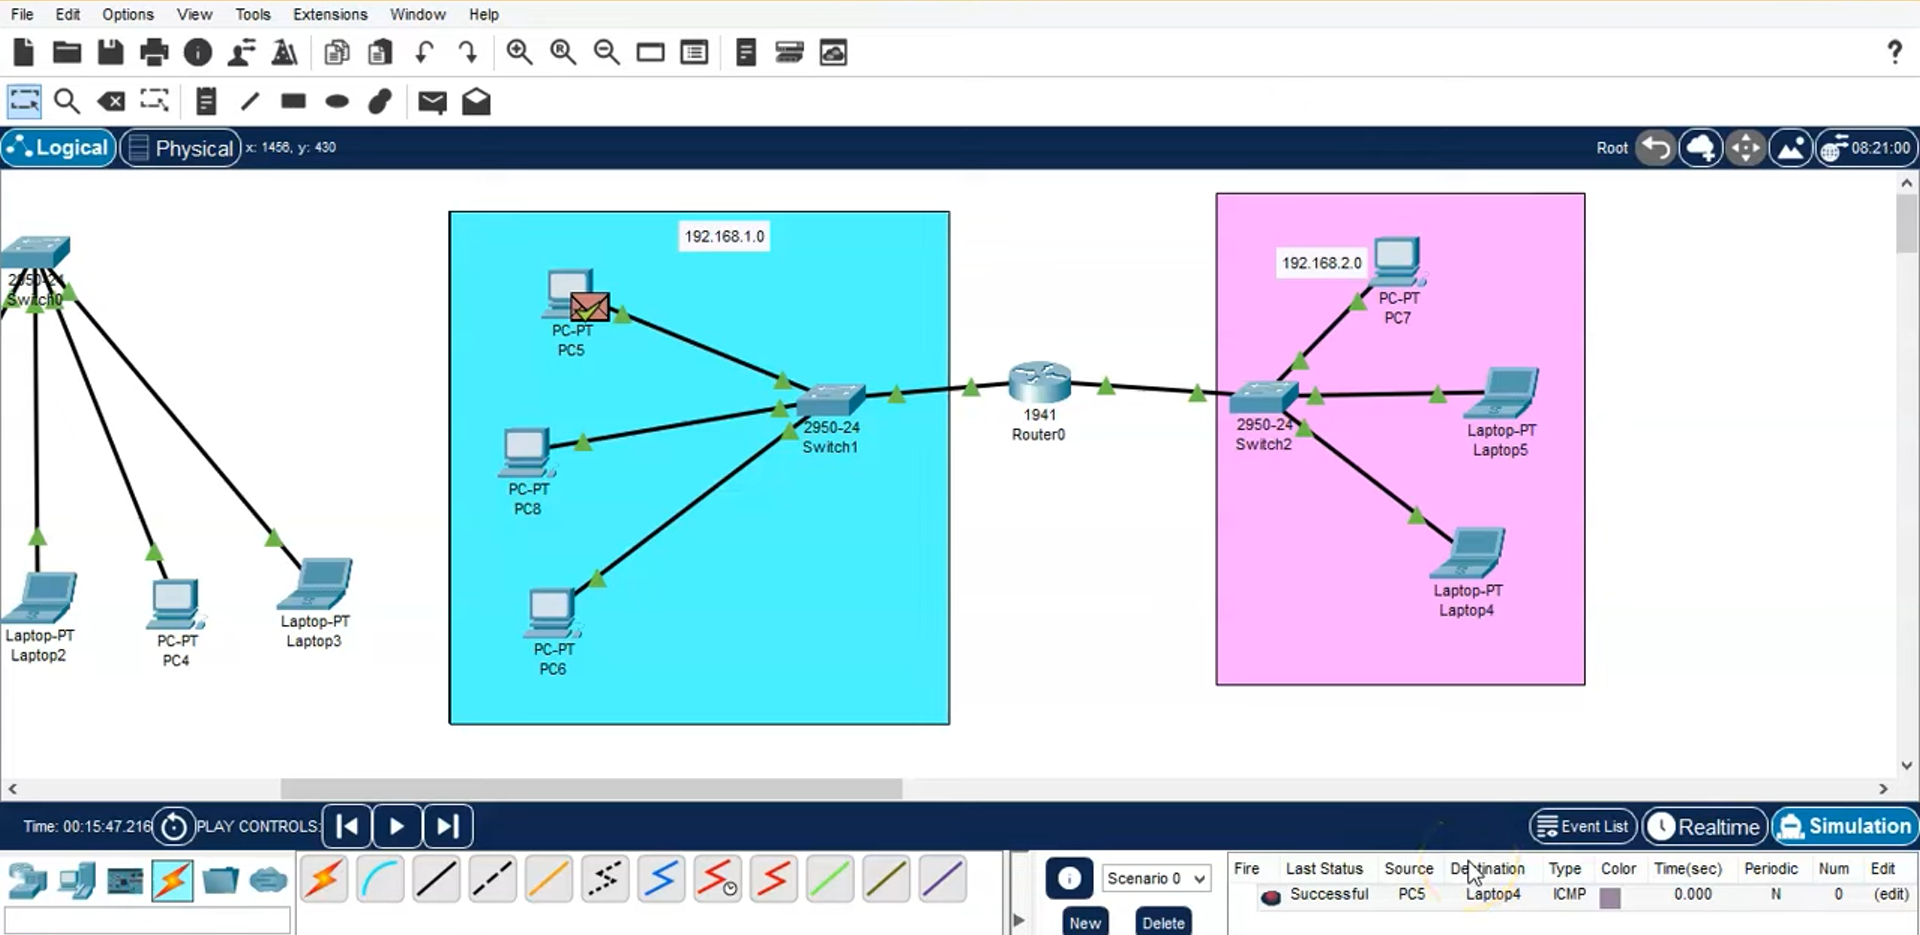 File Edit Options View Tools Extensions Window Help
?
Logical Physical x: 1456, y: 430 Root 08:21:00
192.168.1.0
192.168.2.0
2950-24
Switch0
PC-PT
PC5
PC-PT
PC7
1941
Router0
2950-24
Switch1
2950-24
Switch2
Laptop-PT
Laptop5
PC-PT
PC8
Laptop-PT
Laptop4
Laptop-PT
Laptop2
PC-PT
PC4
Laptop-PT
Laptop3
PC-PT
PC6
Time: 00:15:47.216 PLAY CONTROLS: Event List Realtime Simulation
Scenario 0
New Delete
Fire Last Status Source Destination Type Color Time(sec) Periodic Num Edit
Successful PC5 Laptop4 ICMP 0.000 N 0 (edit)